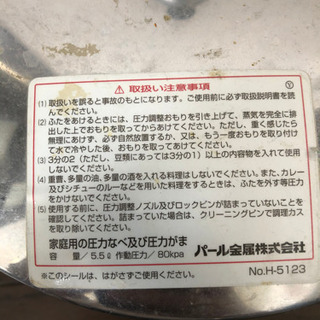 ⚠ 取扱い注意事項
(1) 取扱いを誤ると事故のもとになります。ご使用前に必ず取扱説明書を読
んでください。
(2) ふたをあけるときには、圧力調整おもりを引き上げて、蒸気を完全に排
出したあとおもりを取ってからあけてください。ただし、重く感じたら
無理にあけず、必ず自然放冷するか、又は、もう一度おもりを取り付け
て水で冷やした後、おもりを取ってからあけてください。
(3) 3分の2(ただし、豆類にあっては3分の1)以上の内容物を入れて使用
しないでください。
(4) 重曹、多量の油、多量の酒を入れる料理はしないでください。また、カレー
及びシチューのルーなどを用いた料理をするときは、ふたを外す等圧力
をかけないでください。
(5) 使用する前に、圧力調整ノズル及びロックピンが詰まっていないことを
確認してください。詰まっていた場合は、クリーニングピンで調理カス
を取り除いてください。
家庭用の圧力なべ及び圧力がま
容 量/5.5ℓ 作動圧力/80kpa
パール金属株式会社
No.H-5123
※このシールは、はがさずご使用ください。